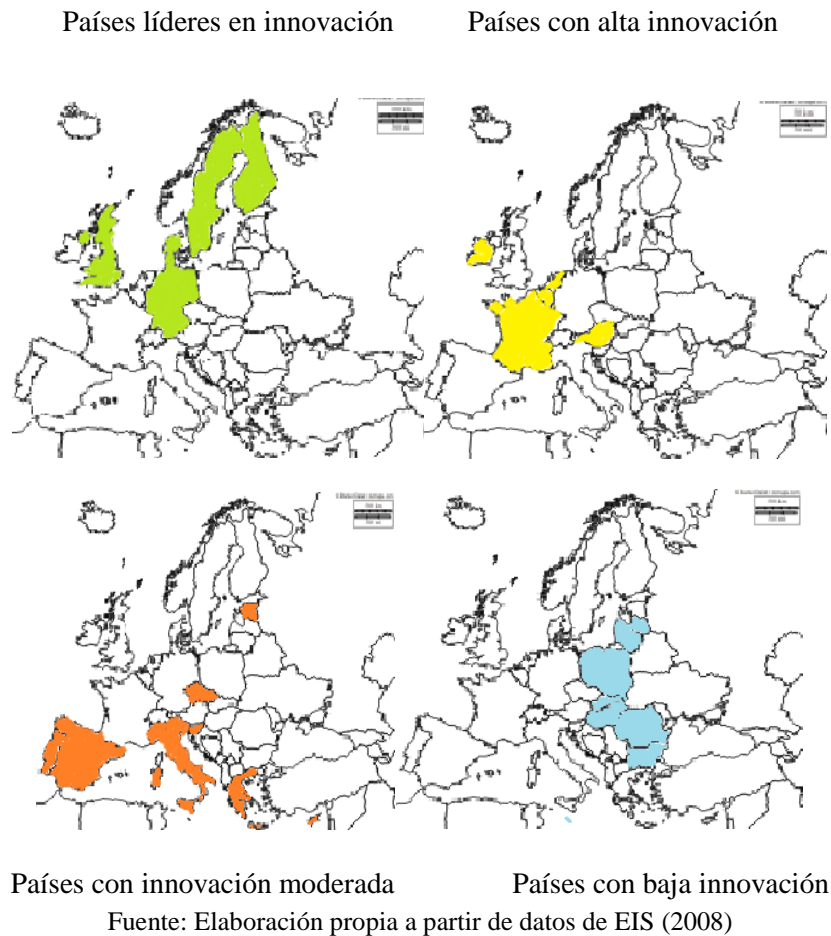 Países líderes en innovación
Países con alta innovación
Países con innovación moderada
Países con baja innovación
Fuente: Elaboración propia a partir de datos de EIS (2008)